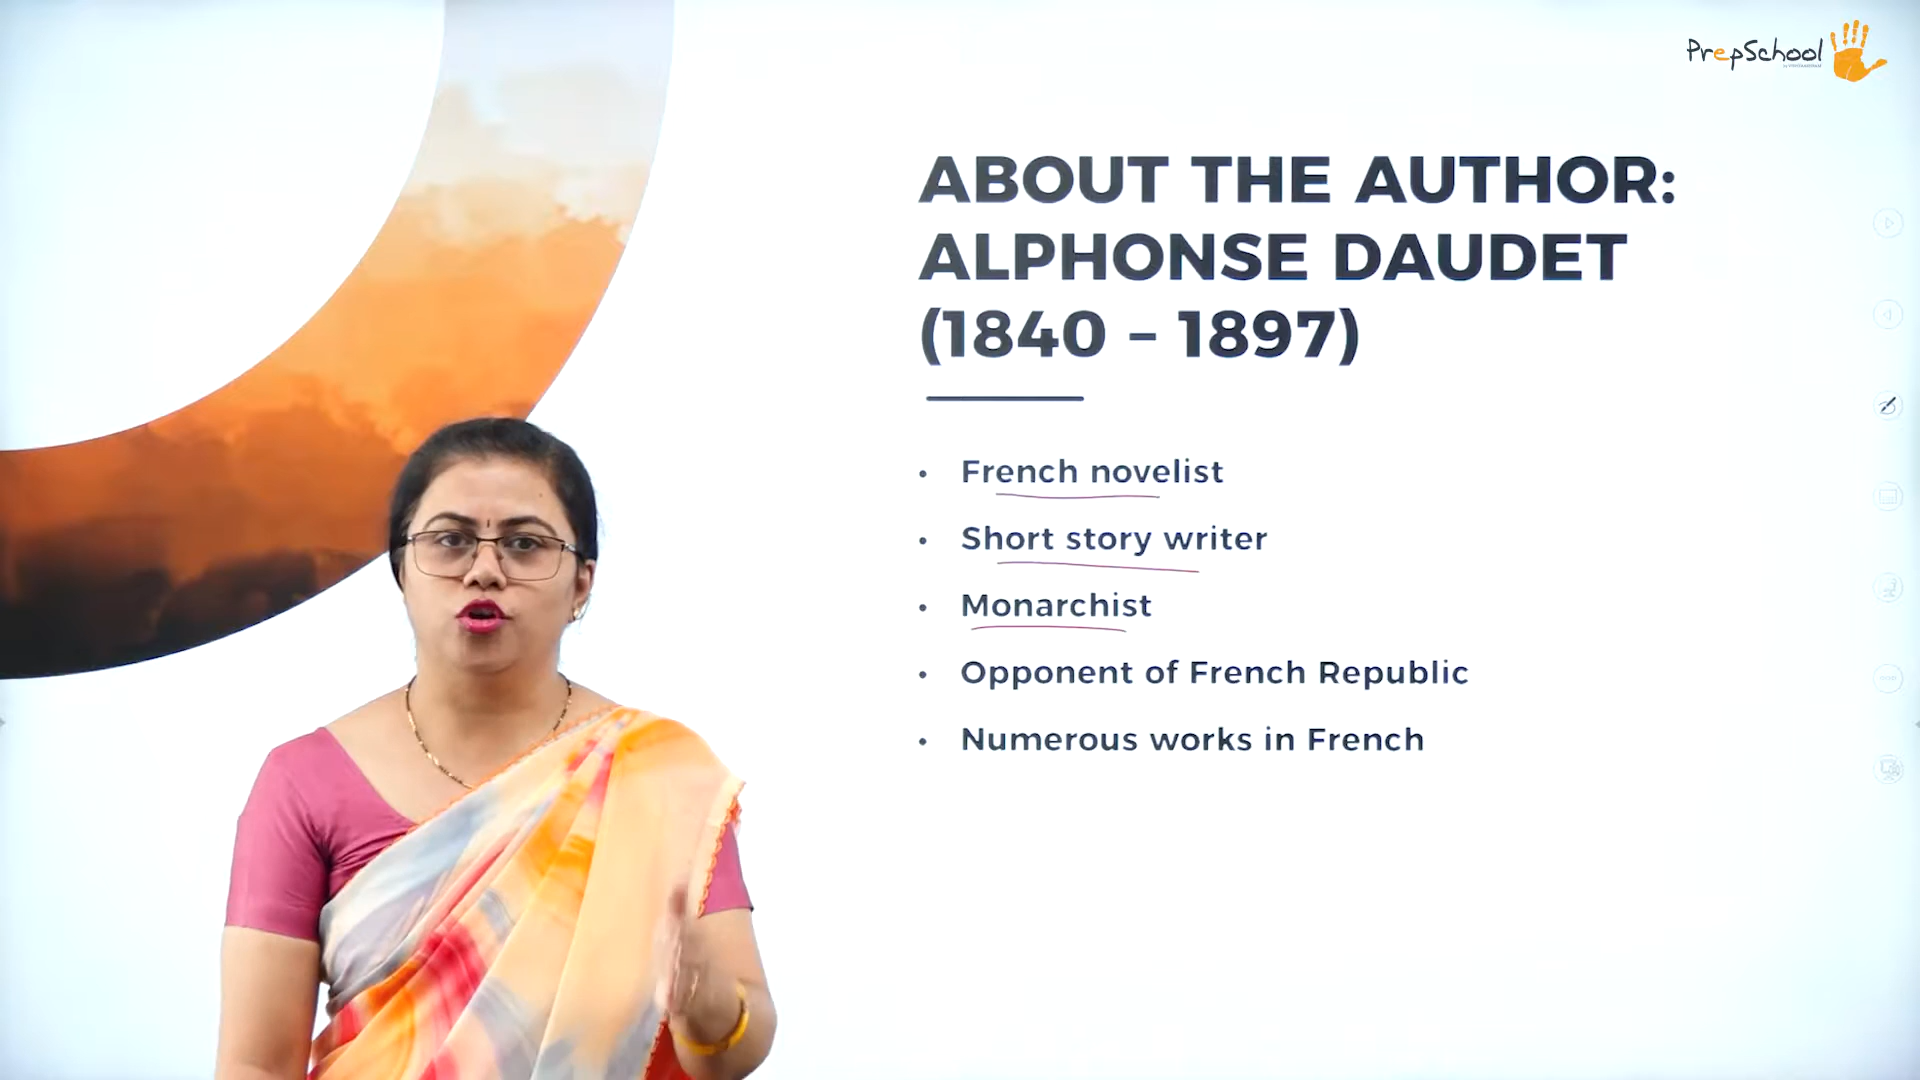 PrepSchool
ABOUT THE AUTHOR:
ALPHONSE DAUDET
(1840 – 1897)
• French novelist
• Short story writer
• Monarchist
• Opponent of French Republic
• Numerous works in French